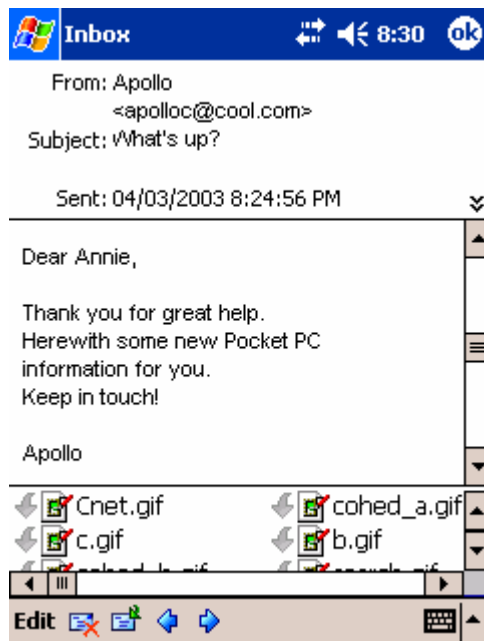 Inbox 8:30 ok
From: Apollo
<apolloc@cool.com>
Subject: What's up?
Sent: 04/03/2003 8:24:56 PM
Dear Annie,
Thank you for great help.
Herewith some new Pocket PC
information for you.
Keep in touch!
Apollo
Cnet.gif cohed_a.gif
c.gif b.gif
Edit